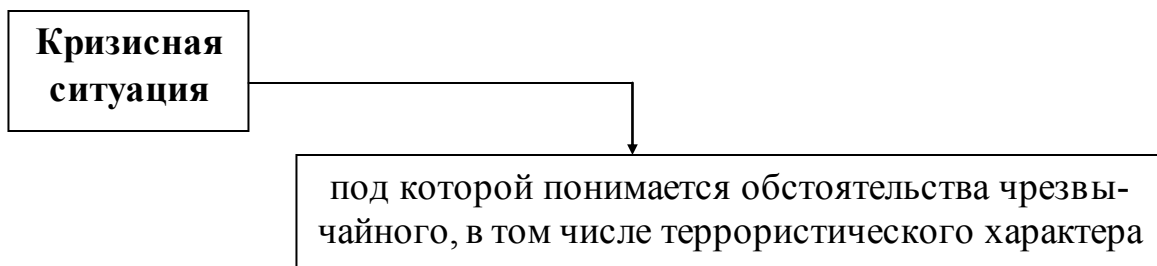 Кризисная
ситуация
под которой понимается обстоятельства чрезвы-
чайного, в том числе террористического характера